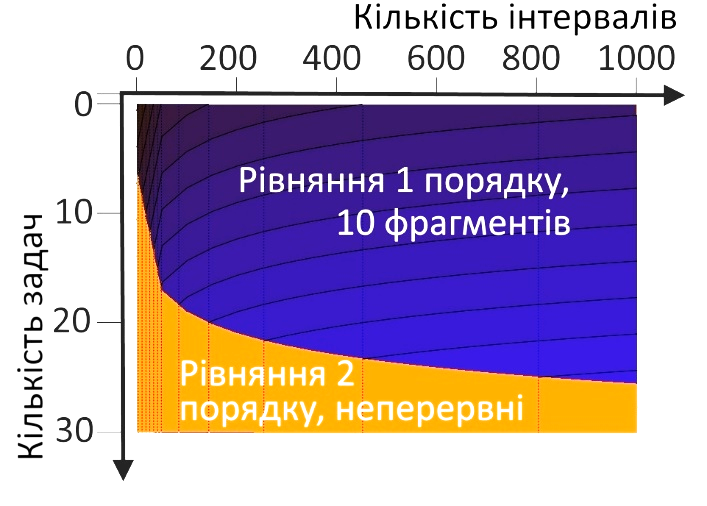 Кількість інтервалів
0 200 400 600 800 1000
0
10
20
30
Кількість задач
Рівняння 1 порядку,
10 фрагментів
Рівняння 2
порядку, неперервні